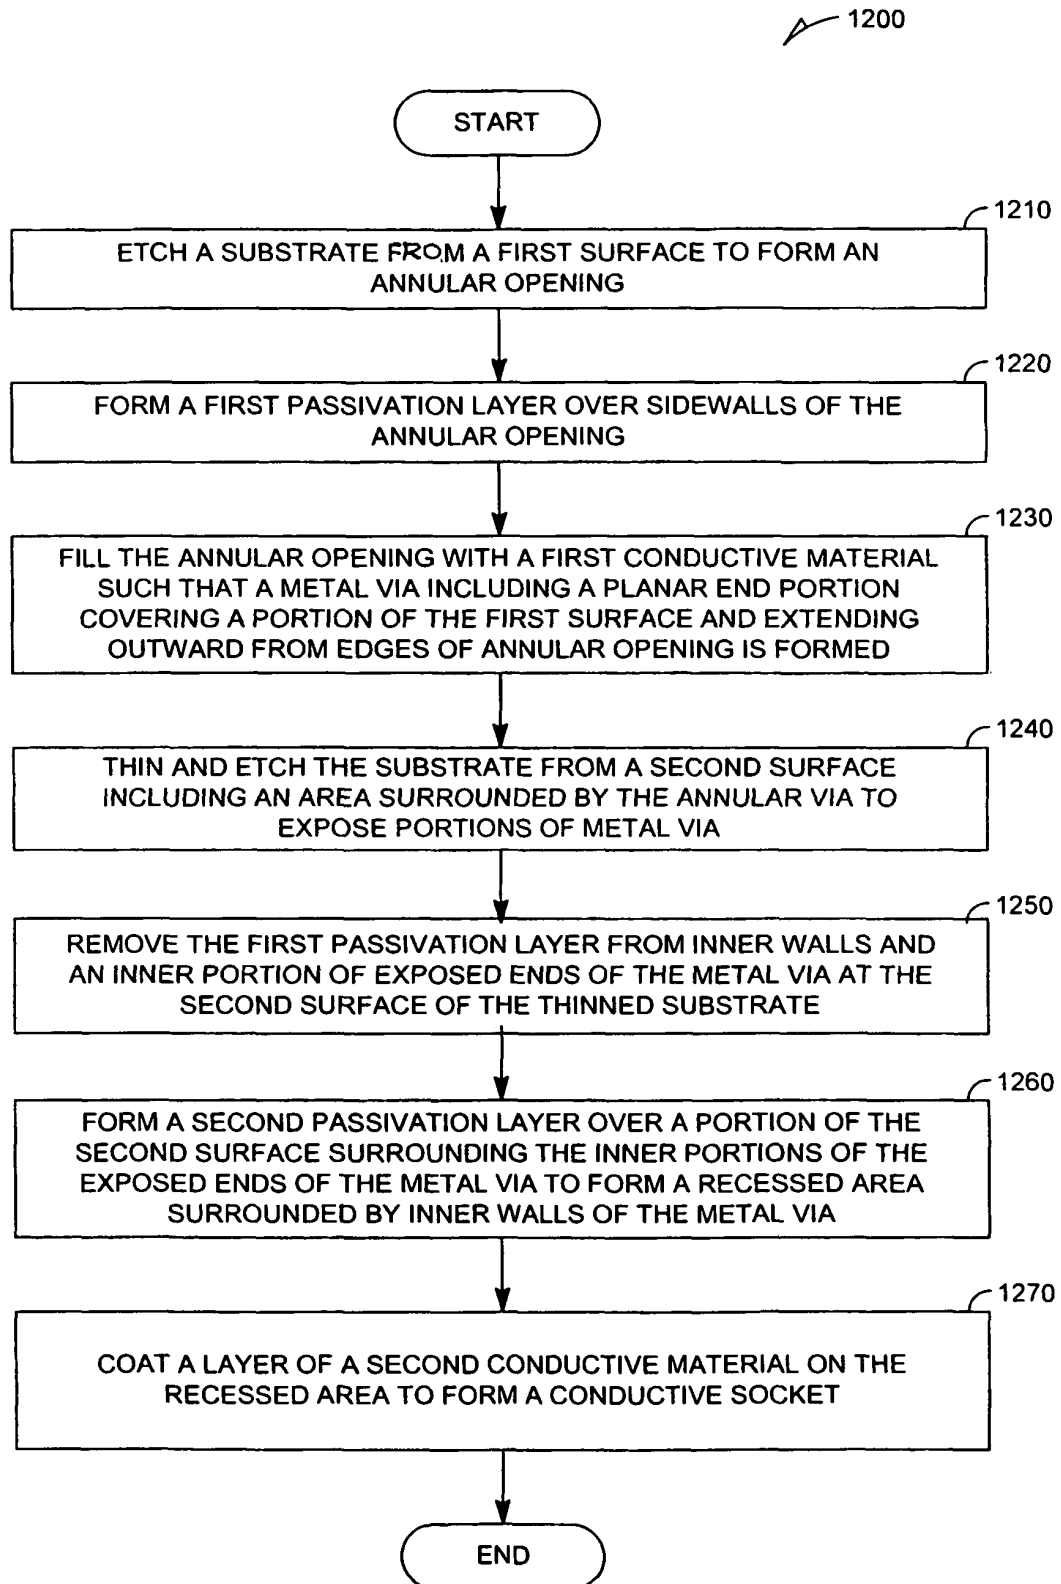 1200
START
1210
ETCH A SUBSTRATE FROM A FIRST SURFACE TO FORM AN
ANNULAR OPENING
1220
FORM A FIRST PASSIVATION LAYER OVER SIDEWALLS OF THE
ANNULAR OPENING
1230
FILL THE ANNULAR OPENING WITH A FIRST CONDUCTIVE MATERIAL
SUCH THAT A METAL VIA INCLUDING A PLANAR END PORTION
COVERING A PORTION OF THE FIRST SURFACE AND EXTENDING
OUTWARD FROM EDGES OF ANNULAR OPENING IS FORMED
1240
THIN AND ETCH THE SUBSTRATE FROM A SECOND SURFACE
INCLUDING AN AREA SURROUNDED BY THE ANNULAR VIA TO
EXPOSE PORTIONS OF METAL VIA
1250
REMOVE THE FIRST PASSIVATION LAYER FROM INNER WALLS AND
AN INNER PORTION OF EXPOSED ENDS OF THE METAL VIA AT THE
SECOND SURFACE OF THE THINNED SUBSTRATE
1260
FORM A SECOND PASSIVATION LAYER OVER A PORTION OF THE
SECOND SURFACE SURROUNDING THE INNER PORTIONS OF THE
EXPOSED ENDS OF THE METAL VIA TO FORM A RECESSED AREA
SURROUNDED BY INNER WALLS OF THE METAL VIA
1270
COAT A LAYER OF A SECOND CONDUCTIVE MATERIAL ON THE
RECESSED AREA TO FORM A CONDUCTIVE SOCKET
END